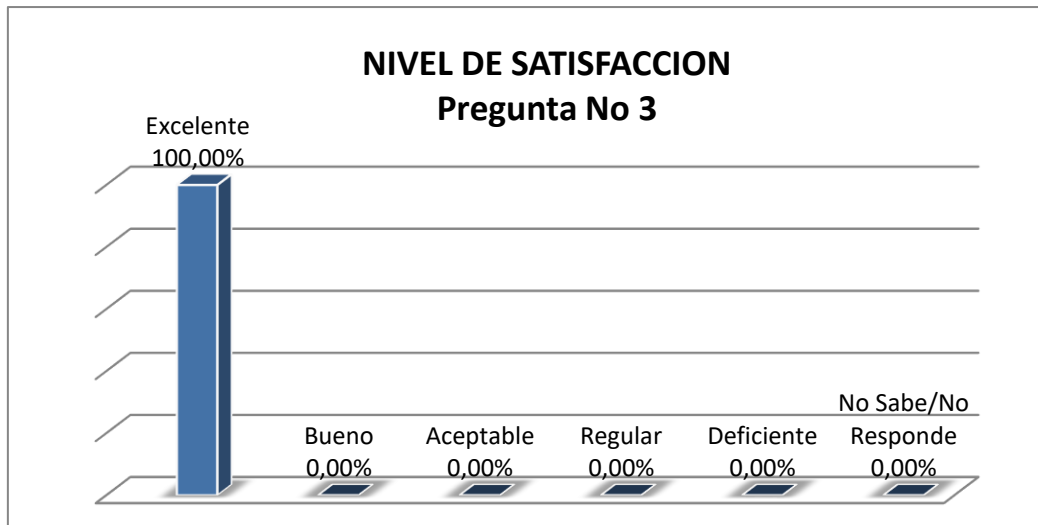 NIVEL DE SATISFACCION
Pregunta No 3
Excelente
100,00%
Bueno
0,00%
Aceptable
0,00%
Regular
0,00%
Deficiente
0,00%
No Sabe/No
Responde
0,00%